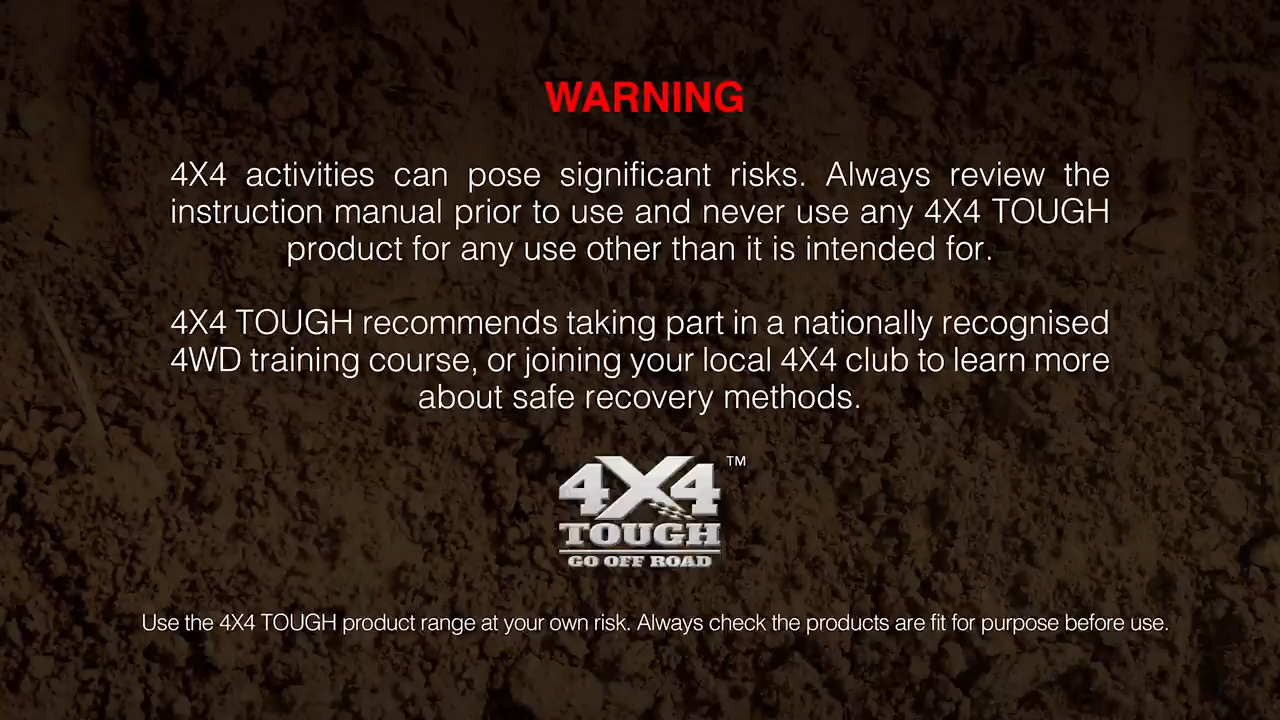 WARNING
4X4 activities can pose significant risks. Always review the
instruction manual prior to use and never use any 4X4 TOUGH
product for any use other than it is intended for.
4X4 TOUGH recommends taking part in a nationally recognised
4WD training course, or joining your local 4X4 club to learn more
about safe recovery methods.
4X4 ™
TOUGH
GO OFF ROAD
Use the 4X4 TOUGH product range at your own risk. Always check the products are fit for purpose before use.